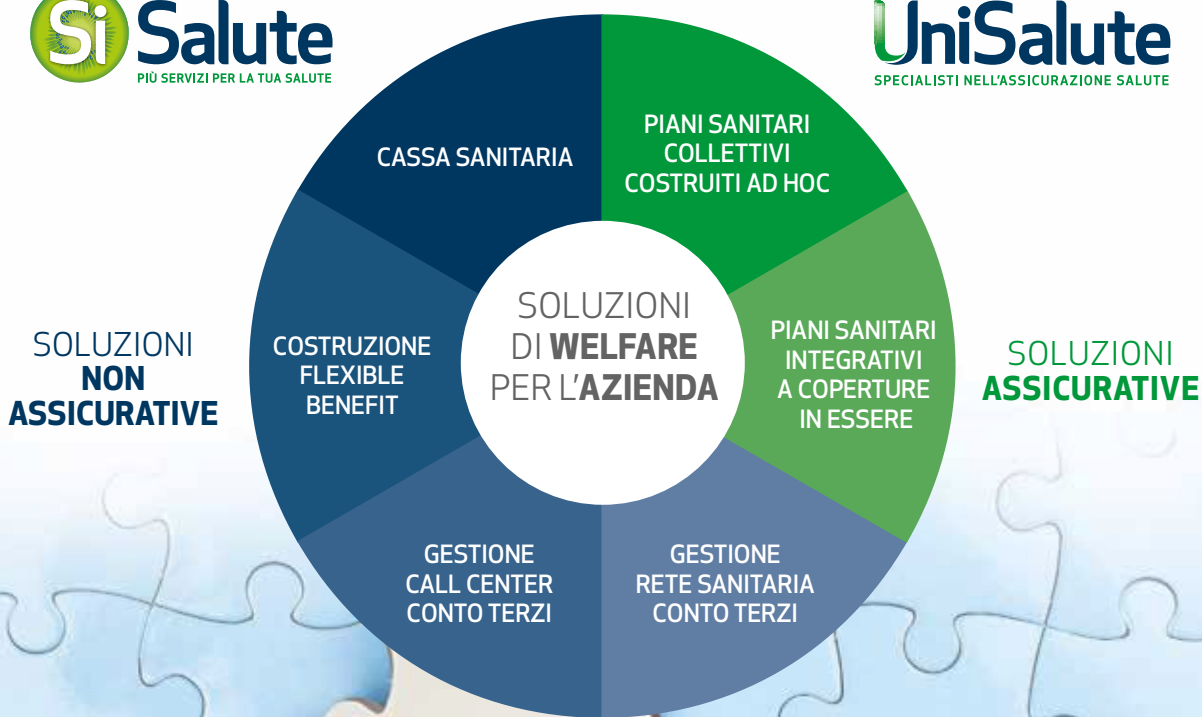 Si Salute
PIÙ SERVIZI PER LA TUA SALUTE
UniSalute
SPECIALISTI NELL'ASSICURAZIONE SALUTE
CASSA SANITARIA
PIANI SANITARI
COLLETTIVI
COSTRUITI AD HOC
SOLUZIONI
NON
ASSICURATIVE
COSTRUZIONE
FLEXIBLE
BENEFIT
SOLUZIONI
DI WELFARE
PER L'AZIENDA
PIANI SANITARI
INTEGRATIVI
A COPERTURE
IN ESSERE
SOLUZIONI
ASSICURATIVE
GESTIONE
CALL CENTER
CONTO TERZI
GESTIONE
RETE SANITARIA
CONTO TERZI